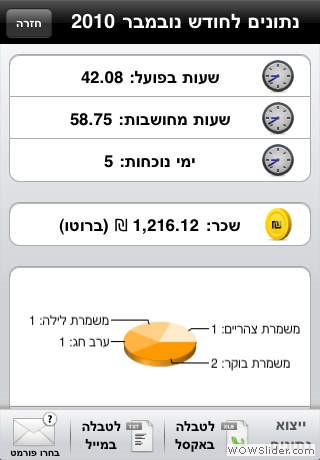 נתונים לחודש נובמבר 2010
חזרה
שעות בפועל: 42.08
שעות מחושבות: 58.75
ימי נוכחות: 5
שכר: 1,216.12 ₪ (ברוטו)
משמרת לילה: 1
משמרת צהריים: 1
ערב חג: 1
משמרת בוקר: 2
ייצוא
נתונים
לטבלה
באקסל
XLE
לטבלה
במייל
TXT
?
בחרו פורמט
WOWSlider.com